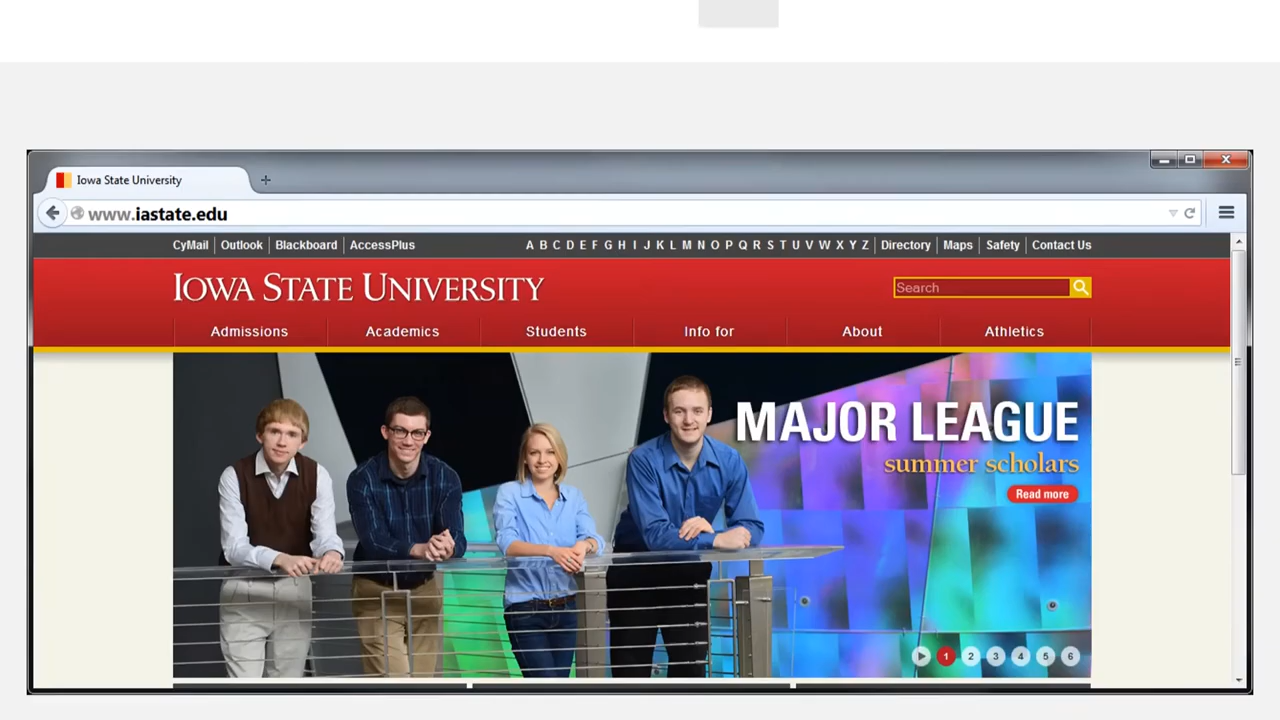 Iowa State University
www.iastate.edu
CyMail Outlook Blackboard AccessPlus A B C D E F G H I J K L M N O P Q R S T U V W X Y Z Directory Maps Safety Contact Us
IOWA STATE UNIVERSITY
Search
Admissions Academics Students Info for About Athletics
MAJOR LEAGUE
summer scholars
Read more
1 2 3 4 5 6